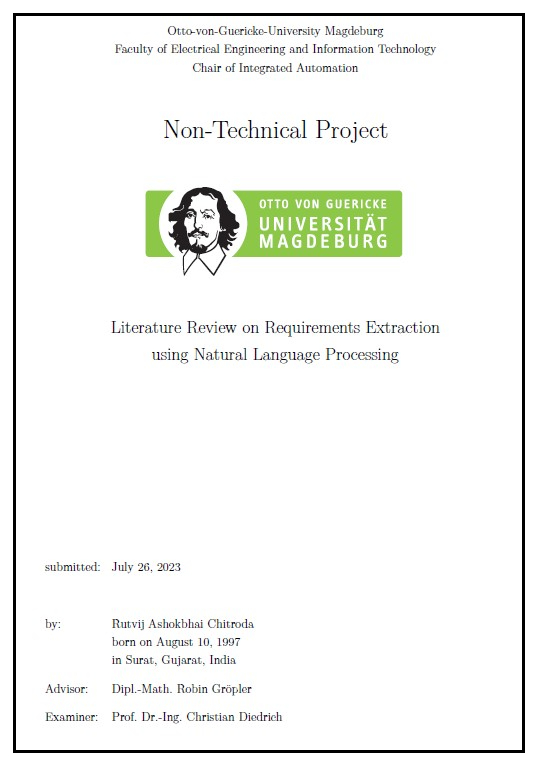 Otto-von-Guericke-University Magdeburg
Faculty of Electrical Engineering and Information Technology
Chair of Integrated Automation
Non-Technical Project
OTTO VON GUERICKE
UNIVERSITÄT
MAGDEBURG
Literature Review on Requirements Extraction
using Natural Language Processing
submitted: July 26, 2023
by: Rutvij Ashokbhai Chitroda
born on August 10, 1997
in Surat, Gujarat, India
Advisor: Dipl.-Math. Robin Gröpler
Examiner: Prof. Dr.-Ing. Christian Diedrich